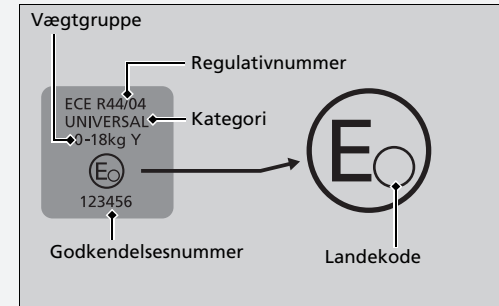 Vægtgruppe
Regulativnummer
ECE R44/04
UNIVERSAL
Kategori
0-18kg Y
E
E
123456
Godkendelsesnummer
Landekode